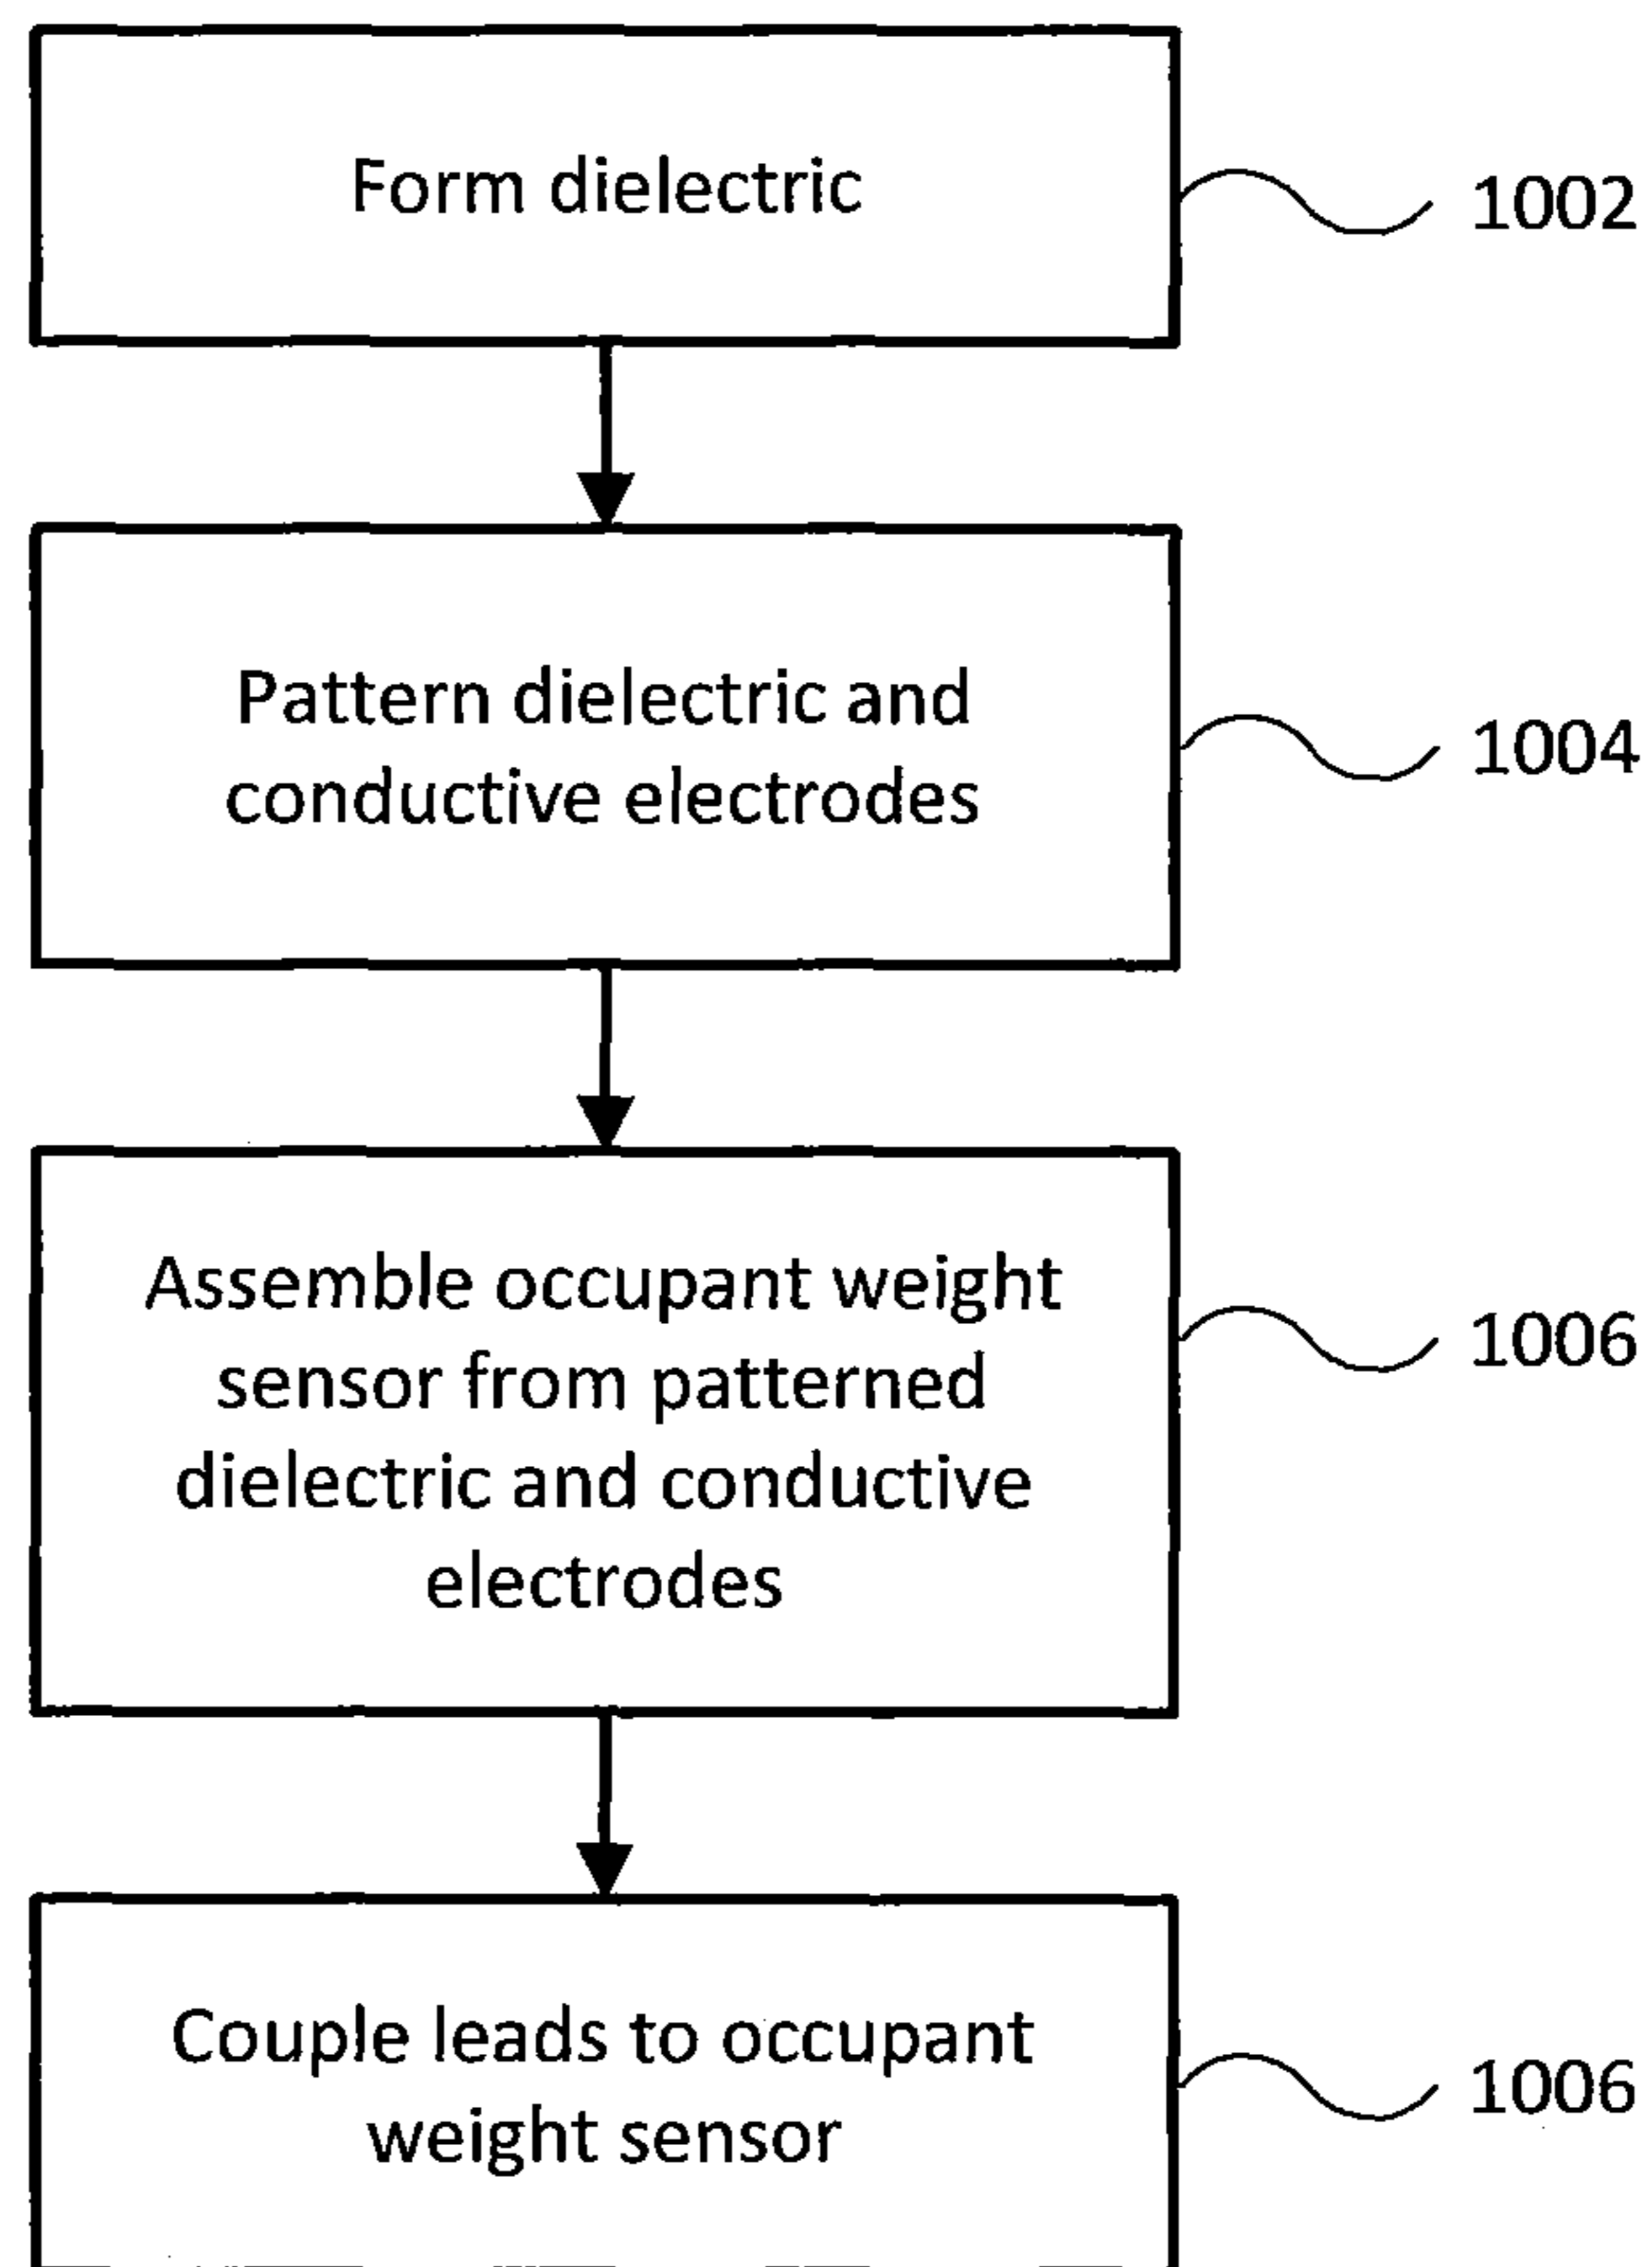 Form dielectric
1002
Pattern dielectric and
conductive electrodes
1004
Assemble occupant weight
sensor from patterned
dielectric and conductive
electrodes
1006
Couple leads to occupant
weight sensor
1006